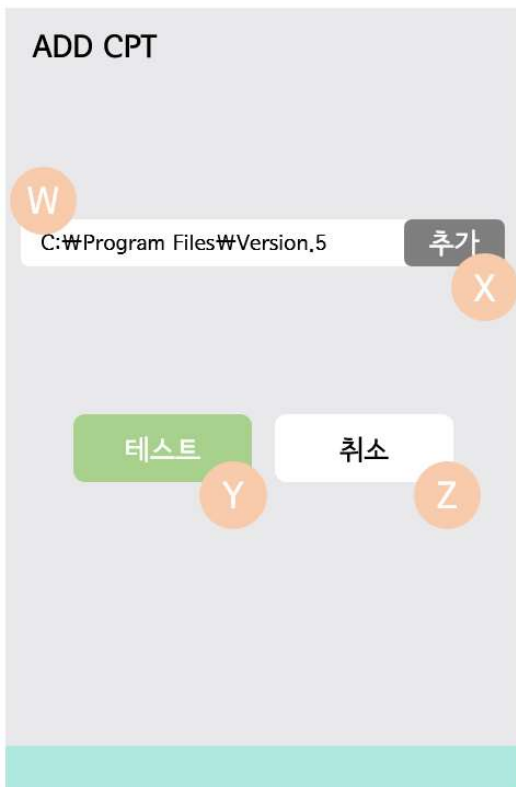 ADD CPT
W
C:₩Program Files₩Version.5 추가
X
테스트 취소
Y Z